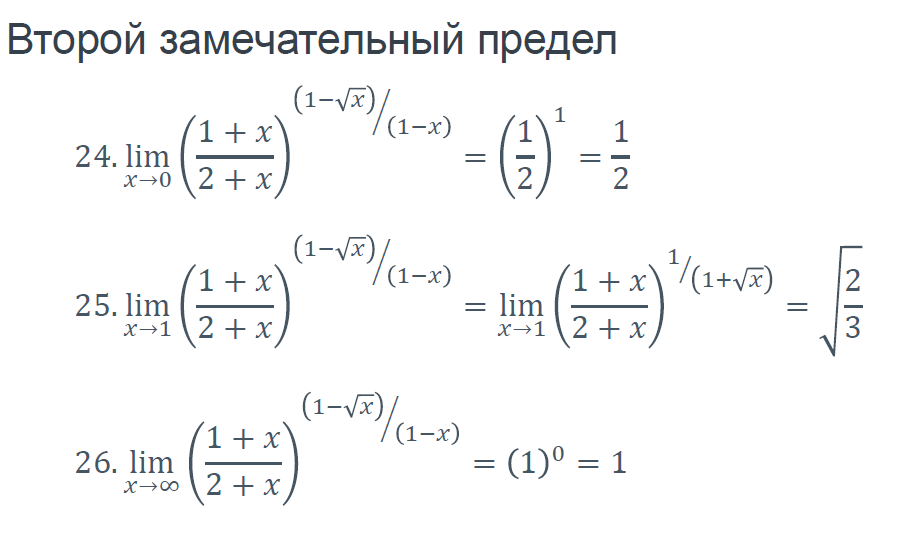 Второй замечательный предел
24. lim_{x→0} ((1 + x)/(2 + x))^{(1−√x)/(1−x)} = (1/2)^1 = 1/2
25. lim_{x→1} ((1 + x)/(2 + x))^{(1−√x)/(1−x)} = lim_{x→1} ((1 + x)/(2 + x))^{1/(1+√x)} = √(2/3)
26. lim_{x→∞} ((1 + x)/(2 + x))^{(1−√x)/(1−x)} = (1)^0 = 1